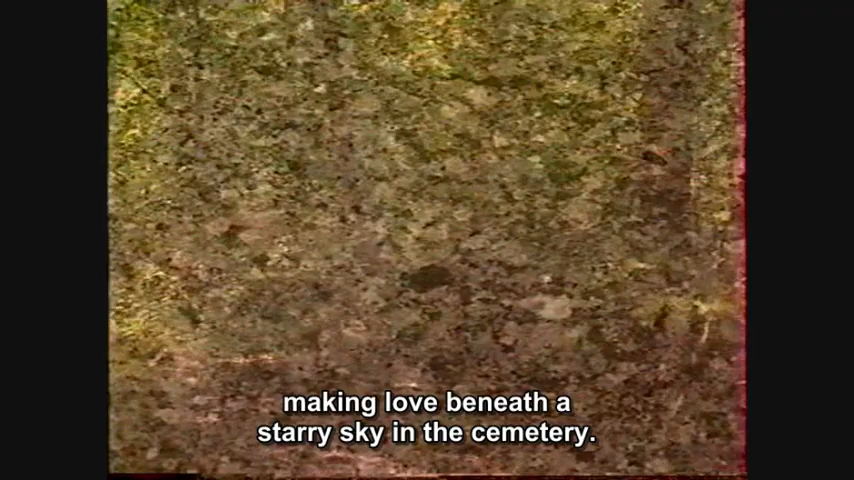 making love beneath a
starry sky in the cemetery.